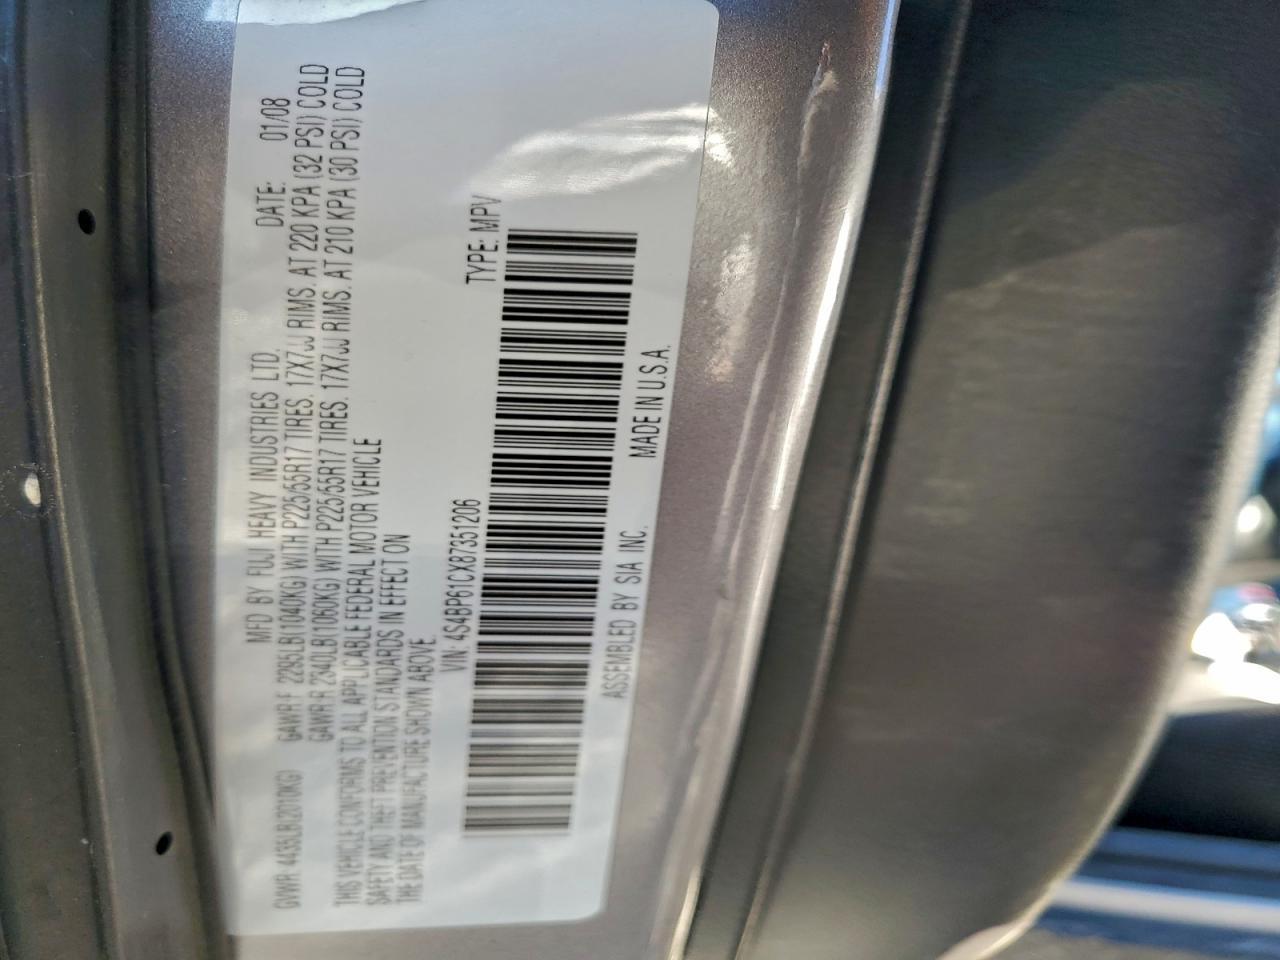 MFD BY FUJI HEAVY INDUSTRIES LTD. DATE: 01/08
GVWR: 4435LB(2010KG) GAWR: F 2293LB(1040KG) WITH P225/55R17 TIRES. 17X7JJ RIMS. AT 220 KPA (32 PSI) COLD
GAWR: R 2340LB(1060KG) WITH P225/55R17 TIRES. 17X7JJ RIMS. AT 210 KPA (30 PSI) COLD
THIS VEHICLE CONFORMS TO ALL APPLICABLE FEDERAL MOTOR VEHICLE
SAFETY AND THEFT PREVENTION STANDARDS IN EFFECT ON
THE DATE OF MANUFACTURE SHOWN ABOVE.
VIN: 4S4BP61CX87351206 TYPE: MPV
ASSEMBLED BY SIA INC. MADE IN U.S.A.